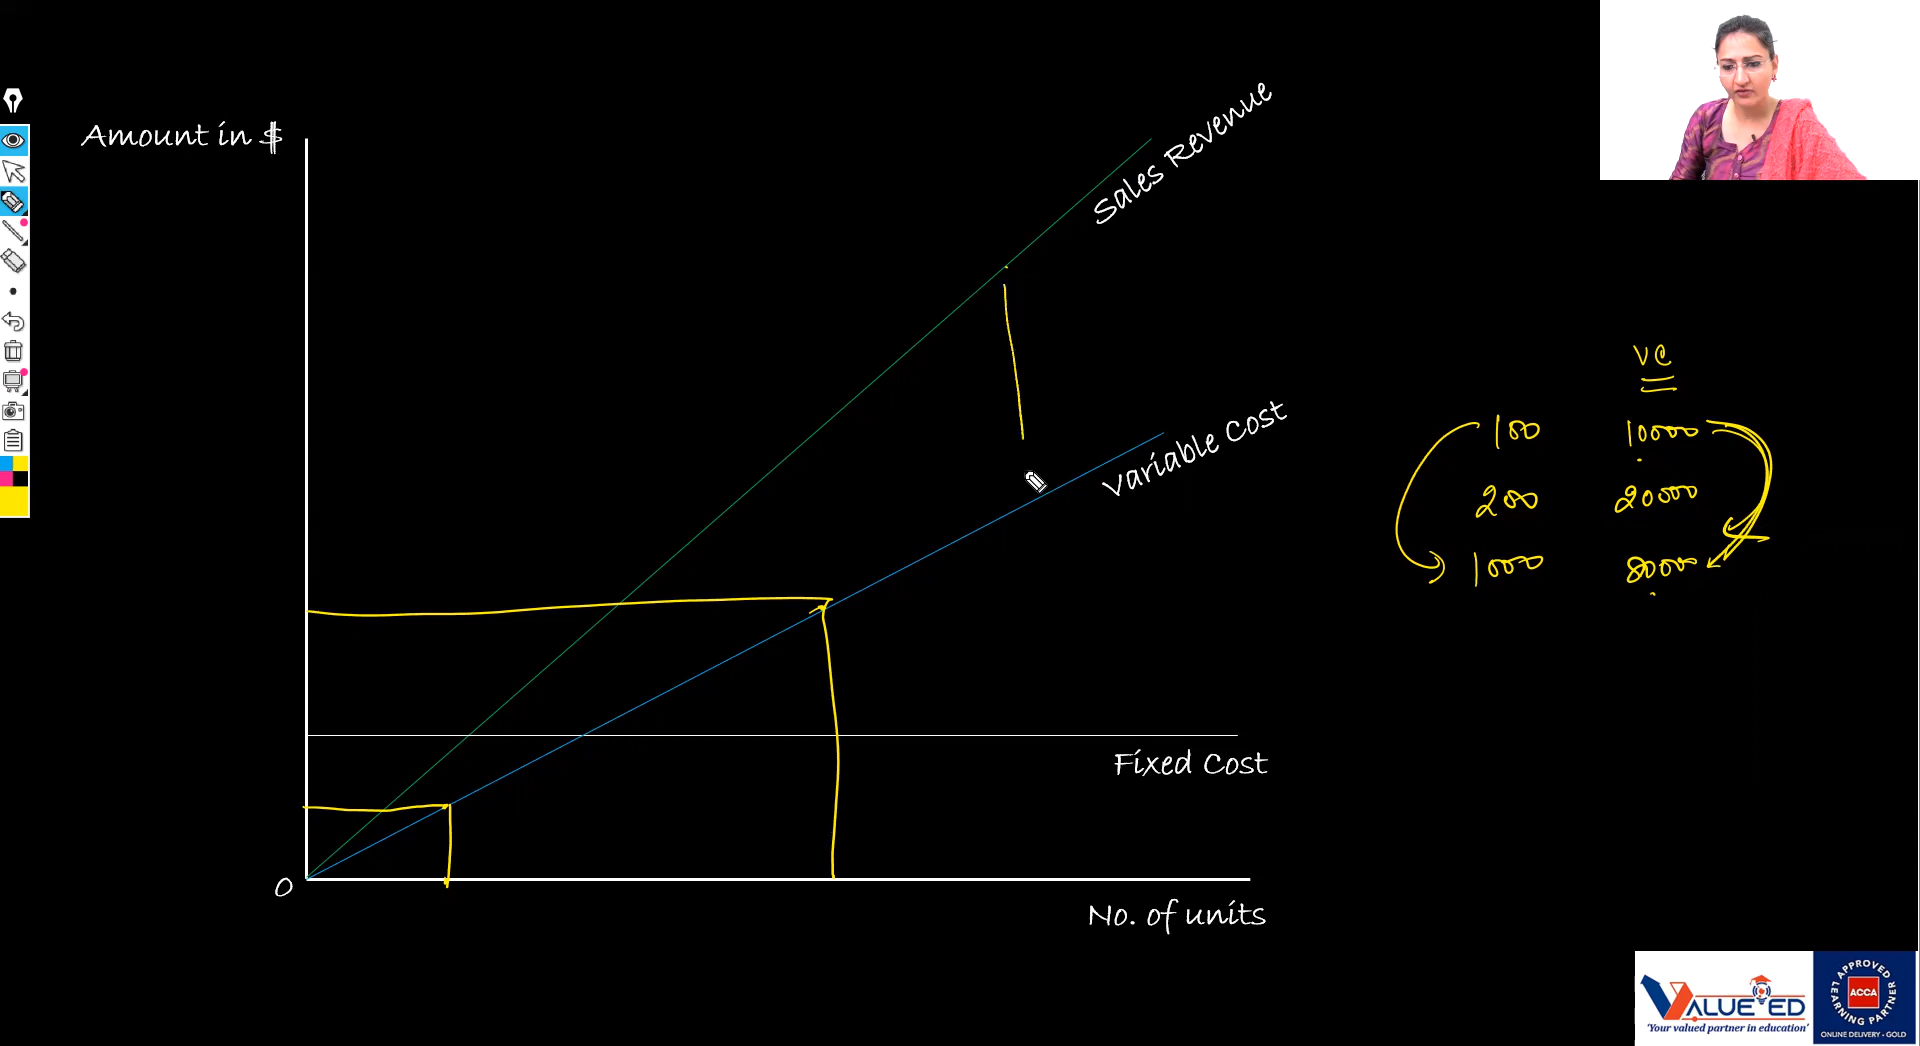 Amount in $
Sales Revenue
Variable Cost
Fixed Cost
0
No. of units
VC
100 10000
200 20000
1000 80000
VALUE-ED
'Your valued partner in education'
APPROVED
ACCA
LEARNING PARTNER
ONLINE DELIVERY - GOLD